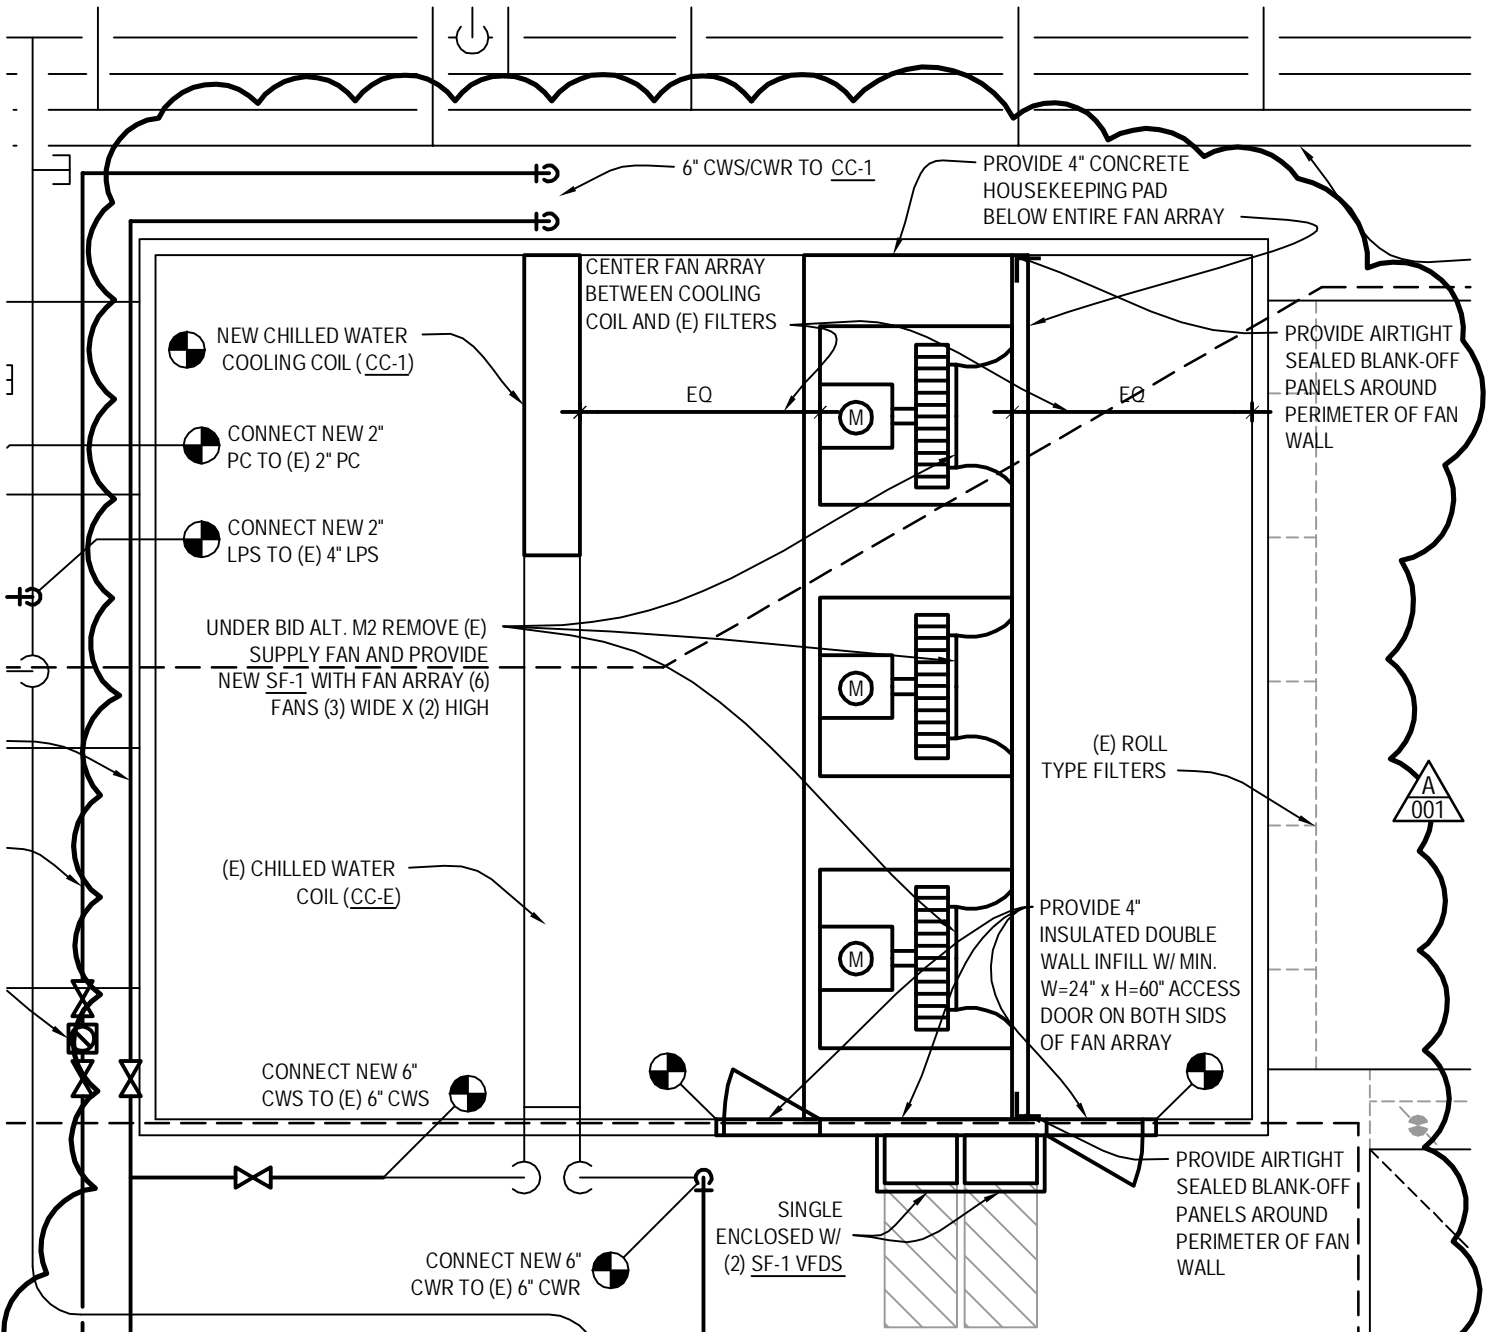 6" CWS/CWR TO CC-1
PROVIDE 4" CONCRETE
HOUSEKEEPING PAD
BELOW ENTIRE FAN ARRAY
CENTER FAN ARRAY
BETWEEN COOLING
COIL AND (E) FILTERS
NEW CHILLED WATER
COOLING COIL (CC-1)
PROVIDE AIRTIGHT
SEALED BLANK-OFF
PANELS AROUND
PERIMETER OF FAN
WALL
EQ
EQ
M
CONNECT NEW 2"
PC TO (E) 2" PC
CONNECT NEW 2"
LPS TO (E) 4" LPS
UNDER BID ALT. M2 REMOVE (E)
SUPPLY FAN AND PROVIDE
NEW SF-1 WITH FAN ARRAY (6)
FANS (3) WIDE X (2) HIGH
M
(E) ROLL
TYPE FILTERS
A
001
(E) CHILLED WATER
COIL (CC-E)
M
PROVIDE 4"
INSULATED DOUBLE
WALL INFILL W/ MIN.
W=24" x H=60" ACCESS
DOOR ON BOTH SIDS
OF FAN ARRAY
CONNECT NEW 6"
CWS TO (E) 6" CWS
PROVIDE AIRTIGHT
SEALED BLANK-OFF
PANELS AROUND
PERIMETER OF FAN
WALL
SINGLE
ENCLOSED W/
(2) SF-1 VFDS
CONNECT NEW 6"
CWR TO (E) 6" CWR